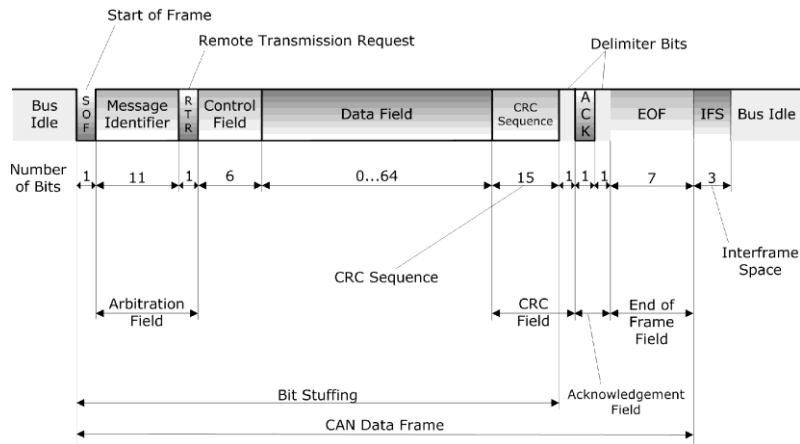 Start of Frame
Remote Transmission Request
Delimiter Bits
Bus
Idle
S
O
F
Message
Identifier
R
T
R
Control
Field
Data Field
CRC
Sequence
A
C
K
EOF
IFS
Bus Idle
Number
of Bits
1
11
1
6
0...64
15
1
1
1
7
3
CRC Sequence
Interframe
Space
Arbitration
Field
CRC
Field
End of
Frame
Field
Bit Stuffing
Acknowledgement
Field
CAN Data Frame